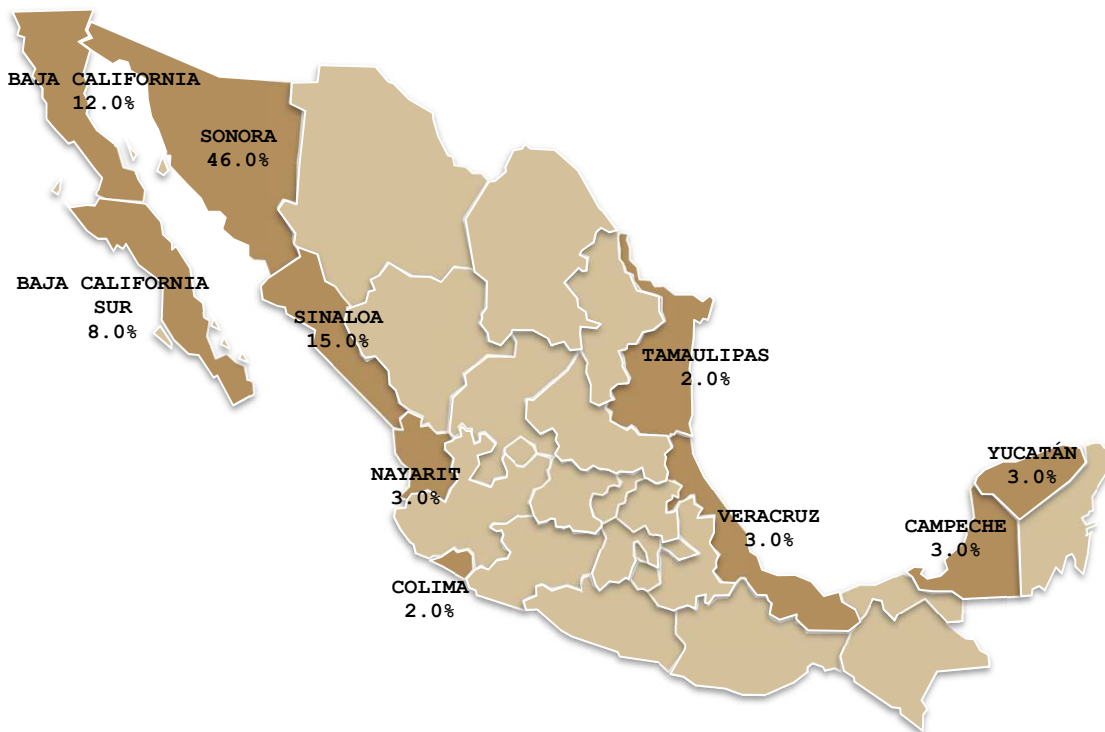 BAJA CALIFORNIA
12.0%
SONORA
46.0%
BAJA CALIFORNIA
SUR
8.0%
SINALOA
15.0%
TAMAULIPAS
2.0%
NAYARIT
3.0%
YUCATÁN
3.0%
VERACRUZ
3.0%
CAMPECHE
3.0%
COLIMA
2.0%